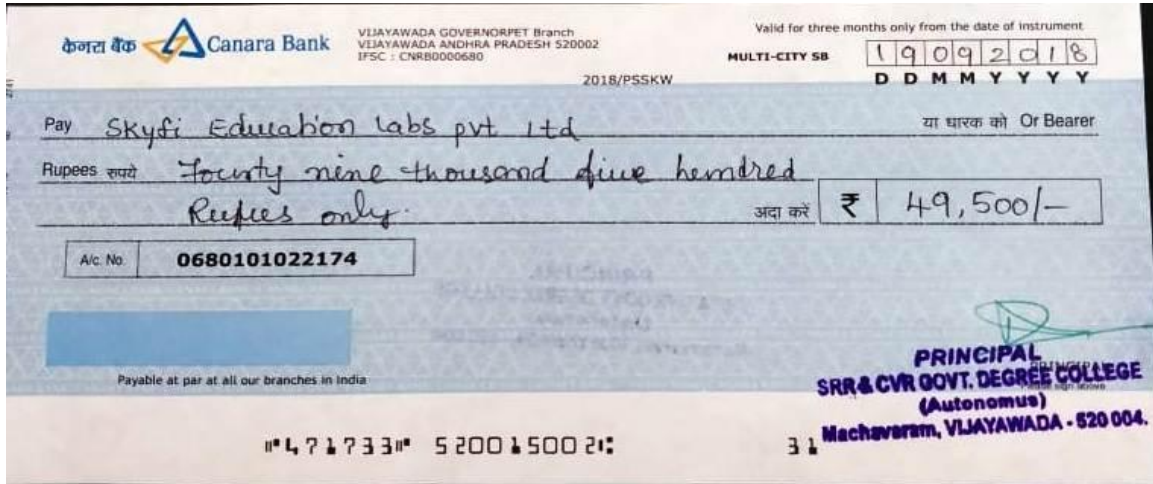 केनरा बैंक Canara Bank
VIJAYAWADA GOVERNORPET Branch
VIJAYAWADA ANDHRA PRADESH 520002
IFSC : CNRB0000680
2018/PSSKW
Valid for three months only from the date of instrument
MULTI-CITY SB 1 9 0 9 2 0 1 8
D D M M Y Y Y Y
Pay Skyfi Education Labs pvt ltd या धारक को Or Bearer
Rupees रुपये Fourty nine thousand five hundred
Rupees only. अदा करें ₹ 49,500/-
A/c. No. 0680101022174
Payable at par at all our branches in India
PRINCIPAL
SRR & CVR GOVT. DEGREE COLLEGE
(Autonomus)
Machavaram, VIJAYAWADA - 520 004.
⑈471733⑈ 520015002⑆ 31